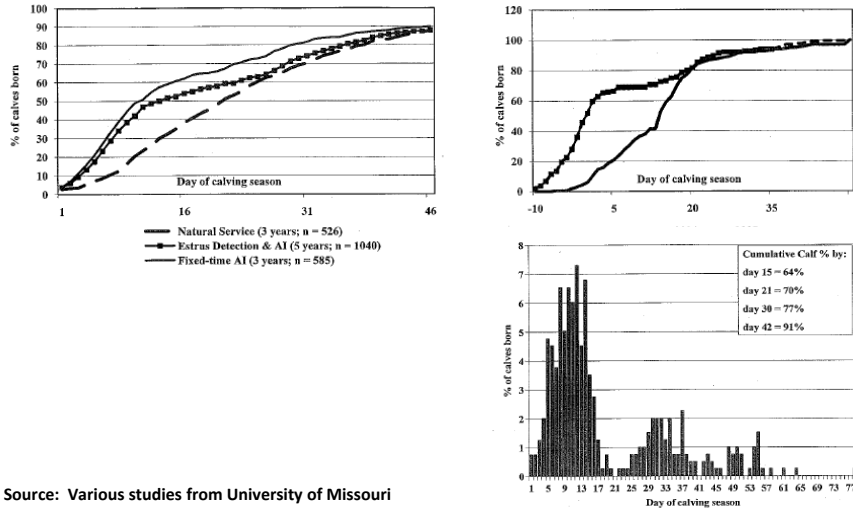 90
80
70
60
50
40
30
20
10
0
% of calves born
Day of calving season
1 16 31 46
Natural Service (3 years; n = 526)
Estrus Detection & AI (5 years; n = 1040)
Fixed-time AI (3 years; n = 585)
120
100
80
60
40
20
0
% of calves born
Day of calving season
-10 5 20 35
8
7
6
5
4
3
2
1
0
% of calves born
Cumulative Calf % by:
day 15 = 64%
day 21 = 70%
day 30 = 77%
day 42 = 91%
1 5 9 13 17 21 25 29 33 37 41 45 49 53 57 61 65 69 73 77
Day of calving season
Source: Various studies from University of Missouri